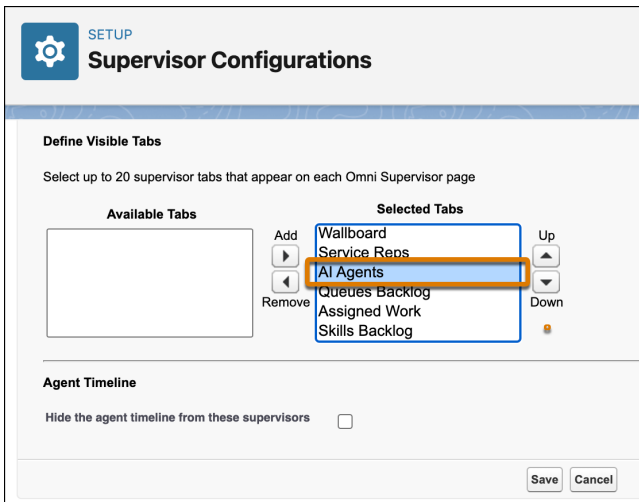 SETUP
Supervisor Configurations
Define Visible Tabs
Select up to 20 supervisor tabs that appear on each Omni Supervisor page
Available Tabs
Selected Tabs
Add
Remove
Wallboard
Service Reps
AI Agents
Queues Backlog
Assigned Work
Skills Backlog
Up
Down
Agent Timeline
Hide the agent timeline from these supervisors
Save Cancel